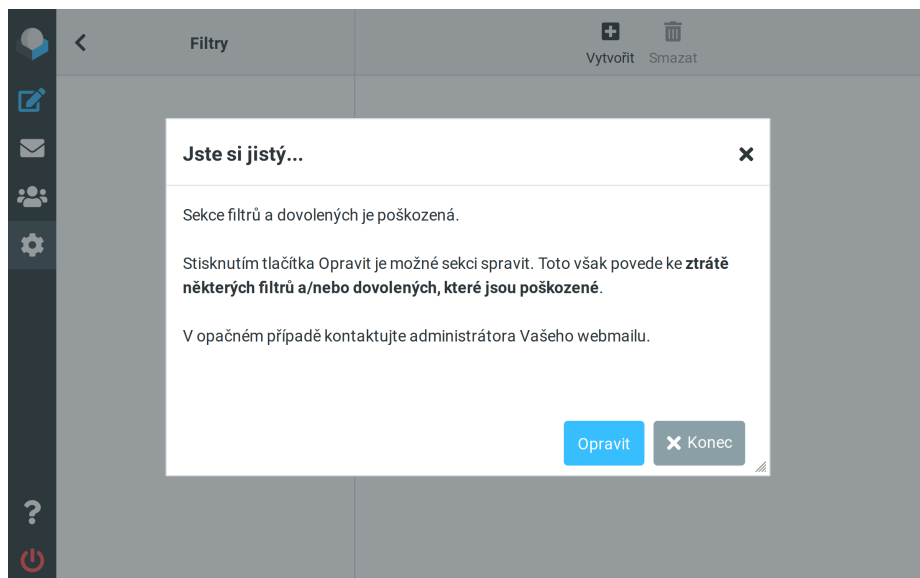 Filtry
Vytvořit
Smazat
Jste si jistý...
Sekce filtrů a dovolených je poškozená.
Stisknutím tlačítka Opravit je možné sekci spravit. Toto však povede ke ztrátě
některých filtrů a/nebo dovolených, které jsou poškozené.
V opačném případě kontaktujte administrátora Vašeho webmailu.
Opravit
Konec